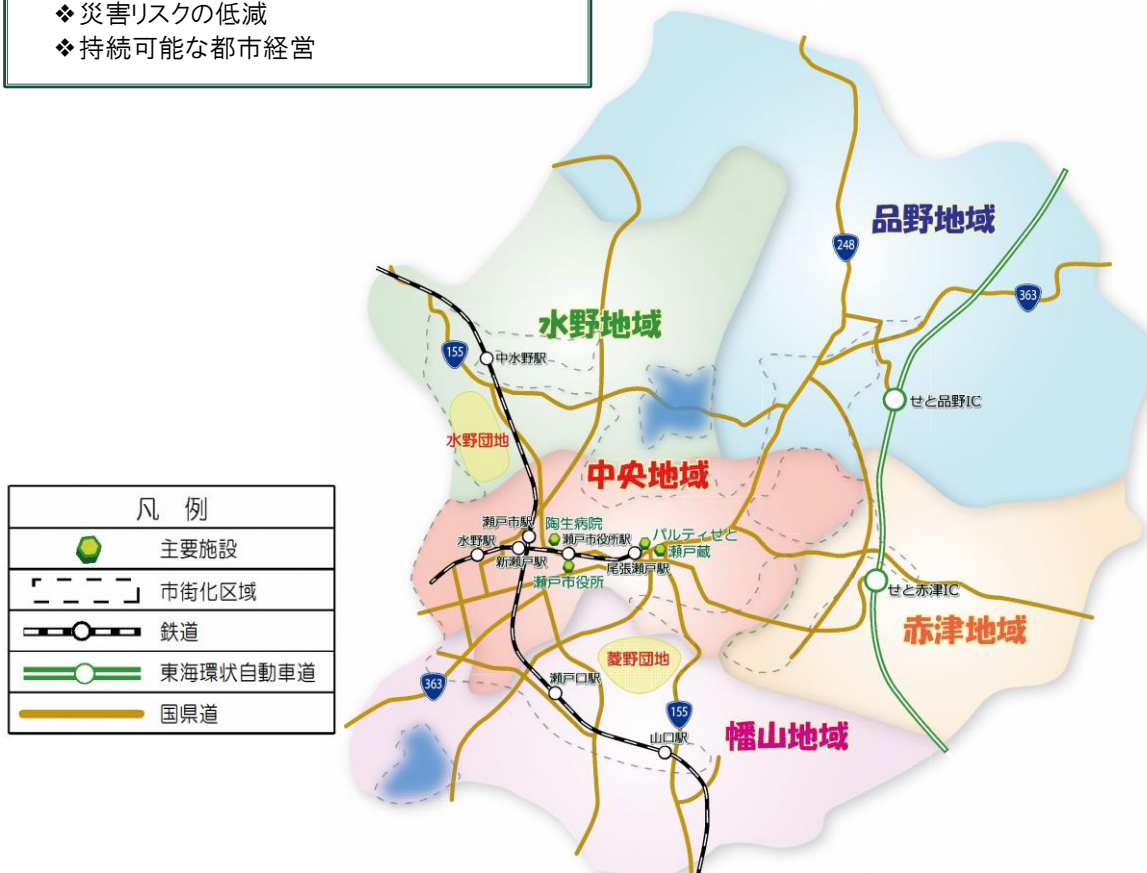 ❖災害リスクの低減
❖持続可能な都市経営
品野地域
248
363
水野地域
155
中水野駅
せと品野IC
水野団地
中央地域
瀬戸市駅
陶生病院
パルティせと
水野駅
瀬戸市役所駅
瀬戸蔵
新瀬戸駅
尾張瀬戸駅
瀬戸市役所
せと赤津IC
赤津地域
菱野団地
363
瀬戸口駅
155
山口駅
幡山地域
凡 例
主要施設
市街化区域
鉄道
東海環状自動車道
国県道